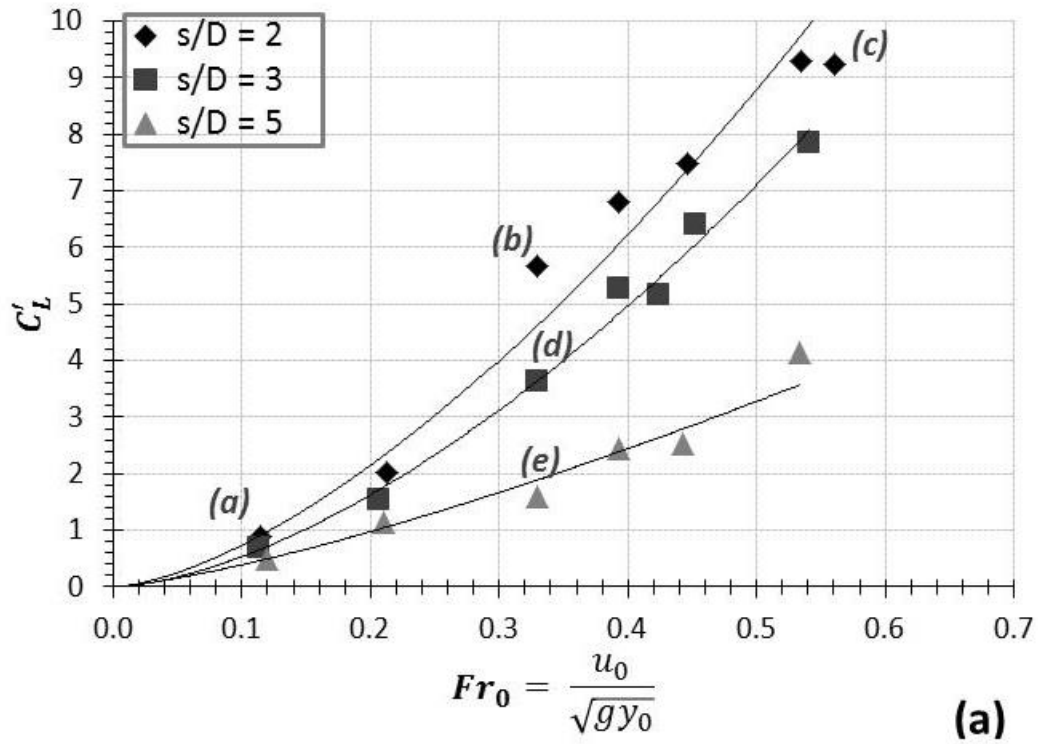 10
9
8
7
6
5
4
3
2
1
0
C'L
s/D = 2
s/D = 3
s/D = 5
(a)
(b)
(c)
(d)
(e)
0.0 0.1 0.2 0.3 0.4 0.5 0.6 0.7
Fr₀ = u₀ / √gy₀
(a)